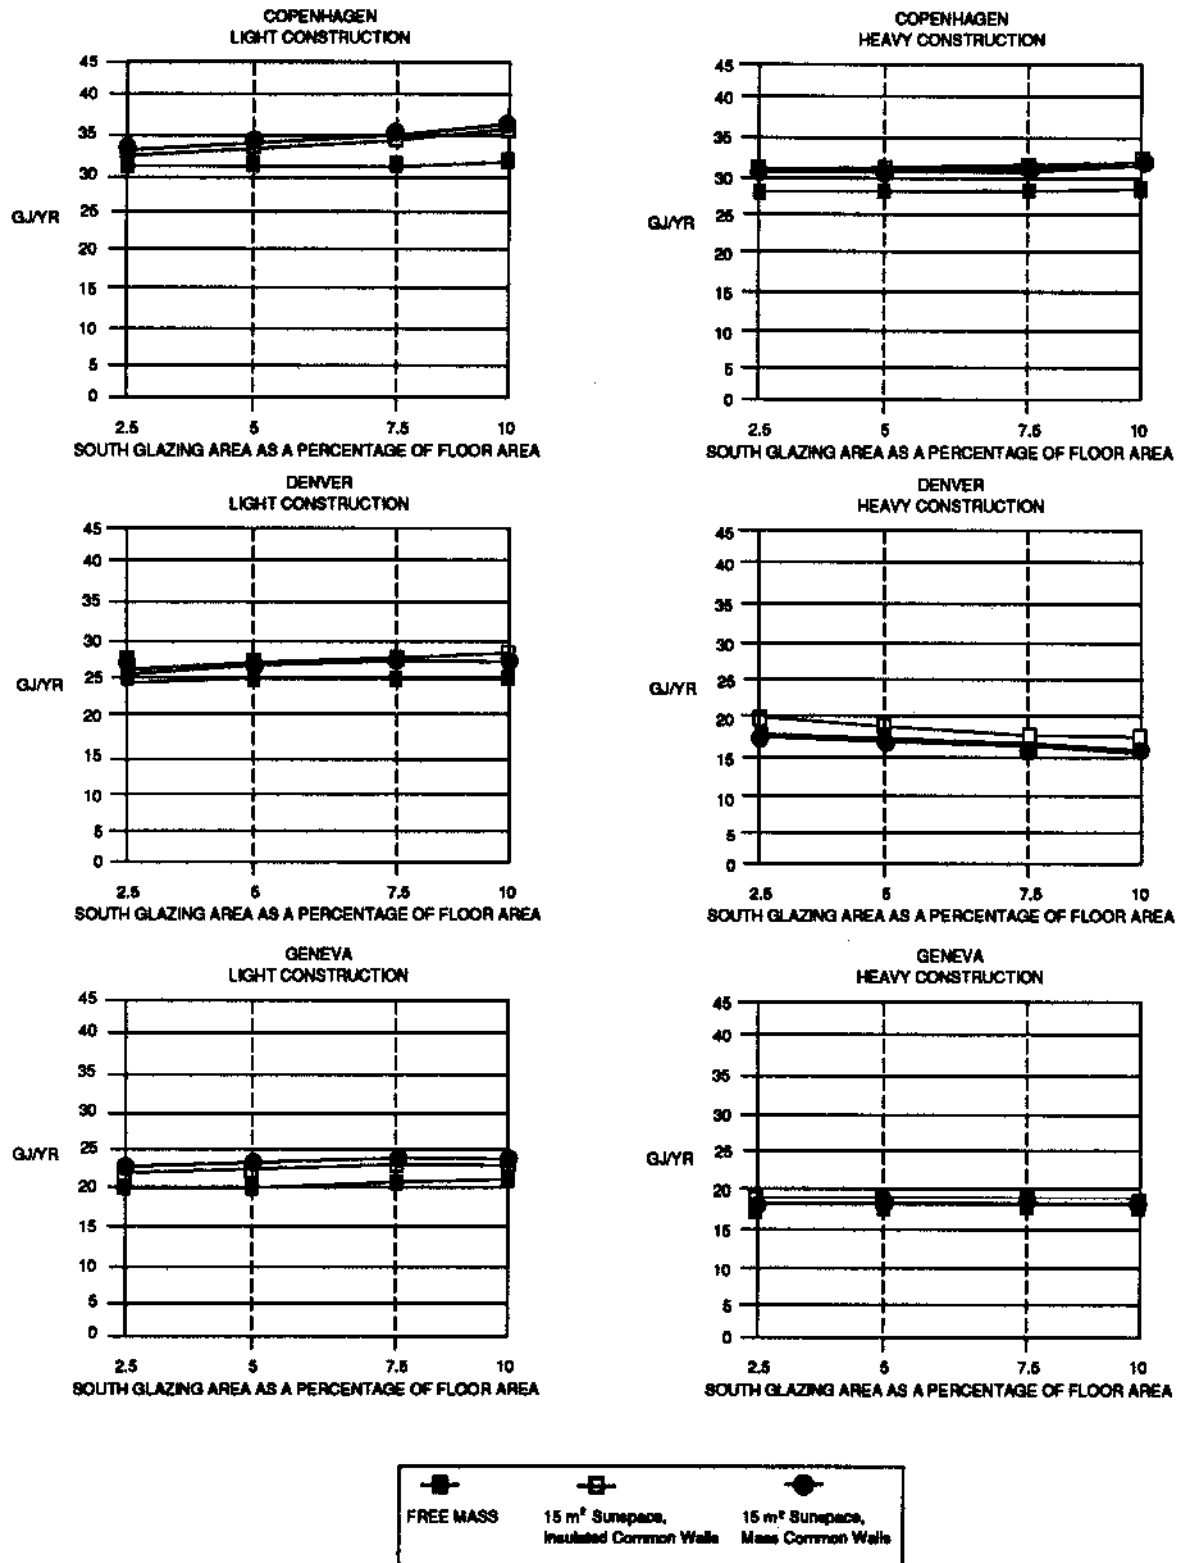 COPENHAGEN
LIGHT CONSTRUCTION
45
40
35
30
25
20
15
10
5
0
GJ/YR
2.5 5 7.5 10
SOUTH GLAZING AREA AS A PERCENTAGE OF FLOOR AREA
COPENHAGEN
HEAVY CONSTRUCTION
45
40
35
30
25
20
15
10
5
0
GJ/YR
2.5 5 7.5 10
SOUTH GLAZING AREA AS A PERCENTAGE OF FLOOR AREA
DENVER
LIGHT CONSTRUCTION
45
40
35
30
25
20
15
10
5
0
GJ/YR
2.5 5 7.5 10
SOUTH GLAZING AREA AS A PERCENTAGE OF FLOOR AREA
DENVER
HEAVY CONSTRUCTION
45
40
35
30
25
20
15
10
5
0
GJ/YR
2.5 5 7.5 10
SOUTH GLAZING AREA AS A PERCENTAGE OF FLOOR AREA
GENEVA
LIGHT CONSTRUCTION
45
40
35
30
25
20
15
10
5
0
GJ/YR
2.5 5 7.5 10
SOUTH GLAZING AREA AS A PERCENTAGE OF FLOOR AREA
GENEVA
HEAVY CONSTRUCTION
45
40
35
30
25
20
15
10
5
0
GJ/YR
2.5 5 7.5 10
SOUTH GLAZING AREA AS A PERCENTAGE OF FLOOR AREA
FREE MASS
15 m² Sunspace,
Insulated Common Walls
15 m² Sunspace,
Mass Common Walls